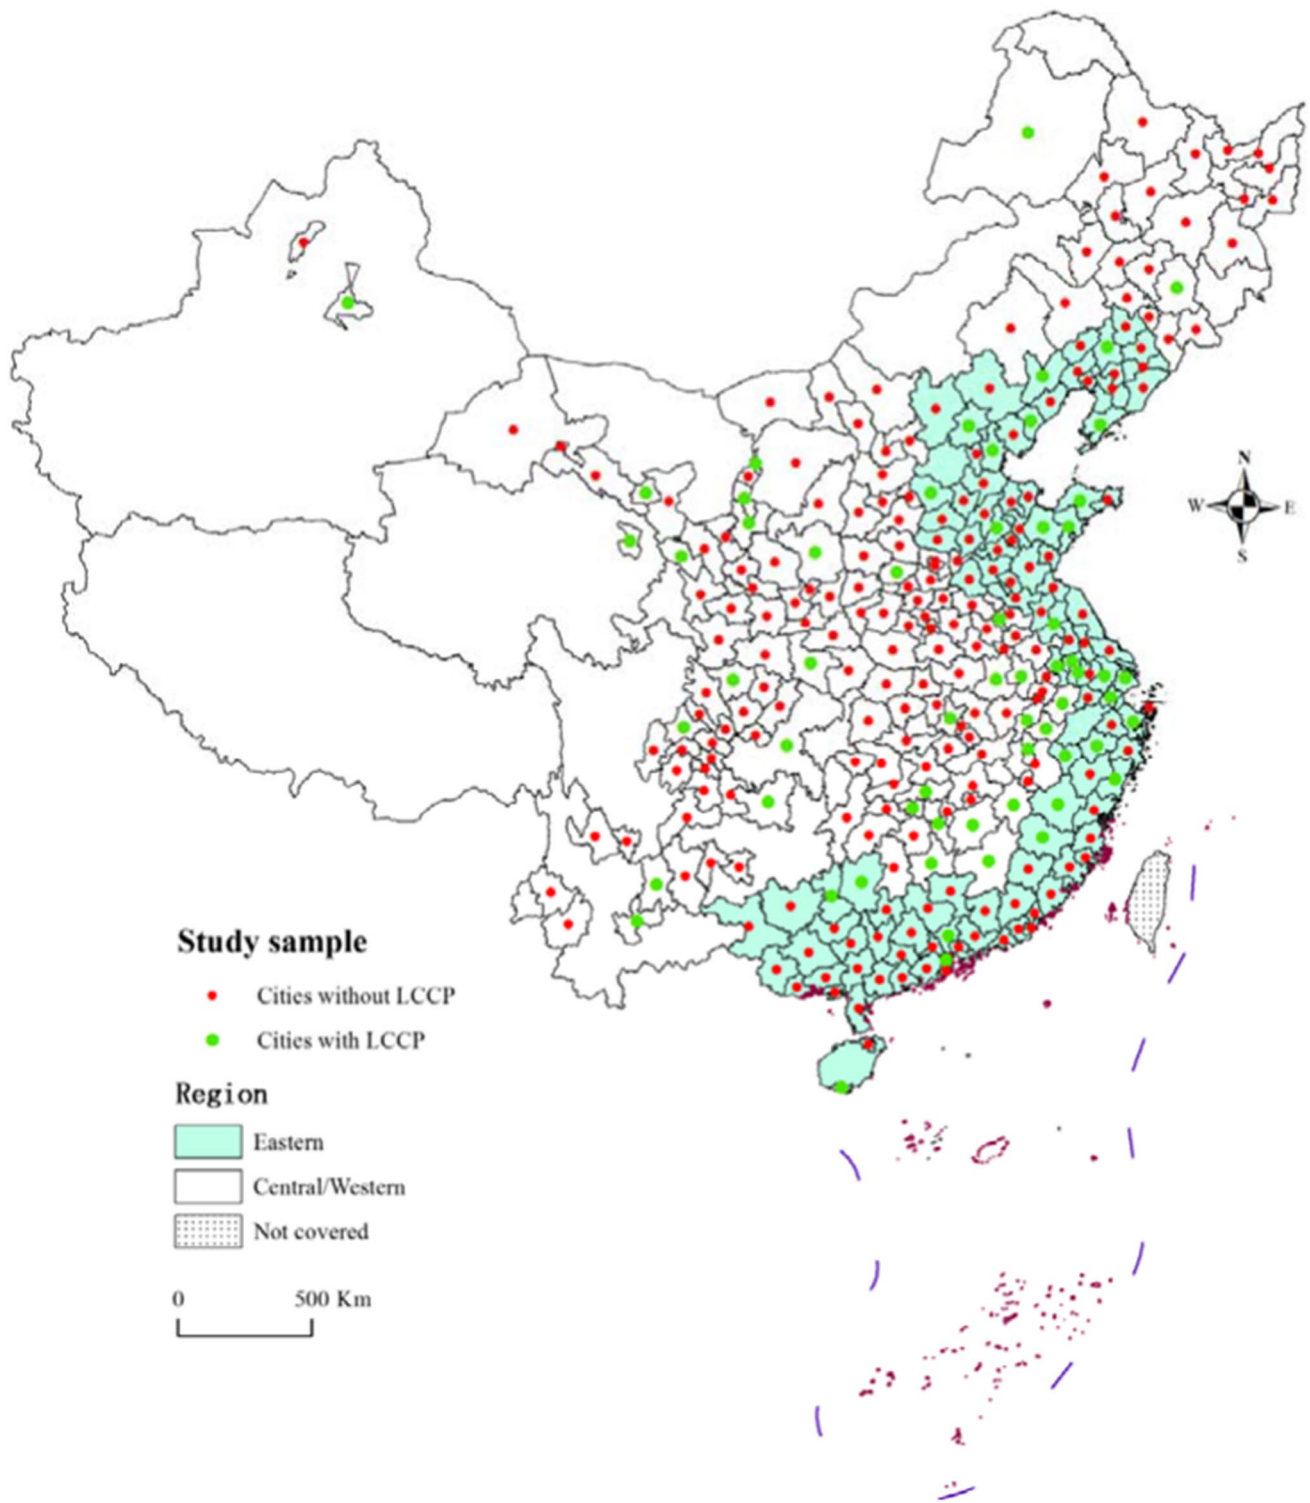 N
W E
S
Study sample
Cities without LCCP
Cities with LCCP
Region
Eastern
Central/Western
Not covered
0 500 Km